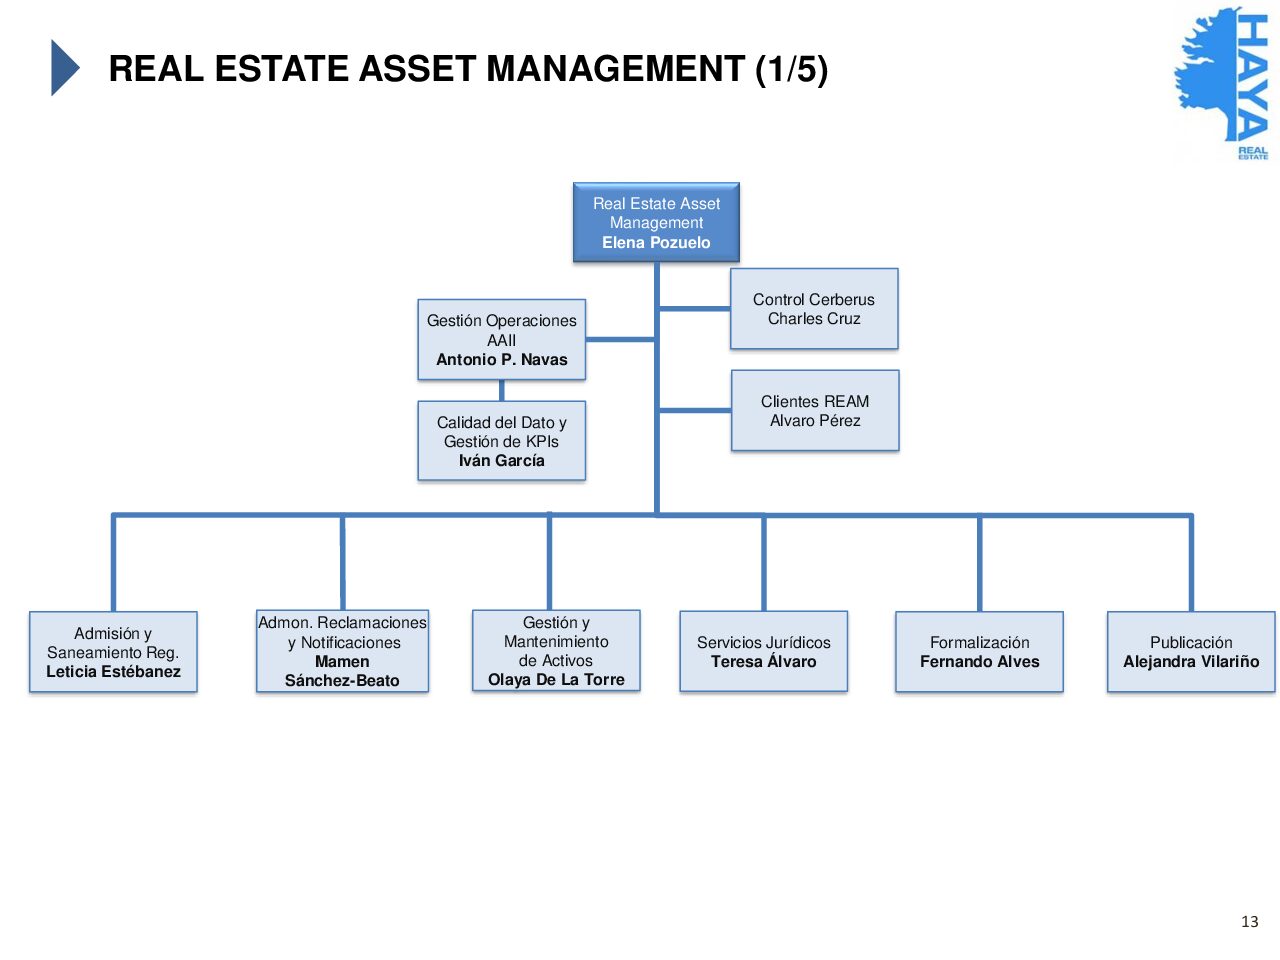 REAL ESTATE ASSET MANAGEMENT (1/5)
HAYA
REAL
ESTATE
Real Estate Asset
Management
Elena Pozuelo
Control Cerberus
Charles Cruz
Gestión Operaciones
AAII
Antonio P. Navas
Clientes REAM
Alvaro Pérez
Calidad del Dato y
Gestión de KPIs
Iván García
Admisión y
Saneamiento Reg.
Leticia Estébanez
Admon. Reclamaciones
y Notificaciones
Mamen
Sánchez-Beato
Gestión y
Mantenimiento
de Activos
Olaya De La Torre
Servicios Jurídicos
Teresa Álvaro
Formalización
Fernando Alves
Publicación
Alejandra Vilariño
13